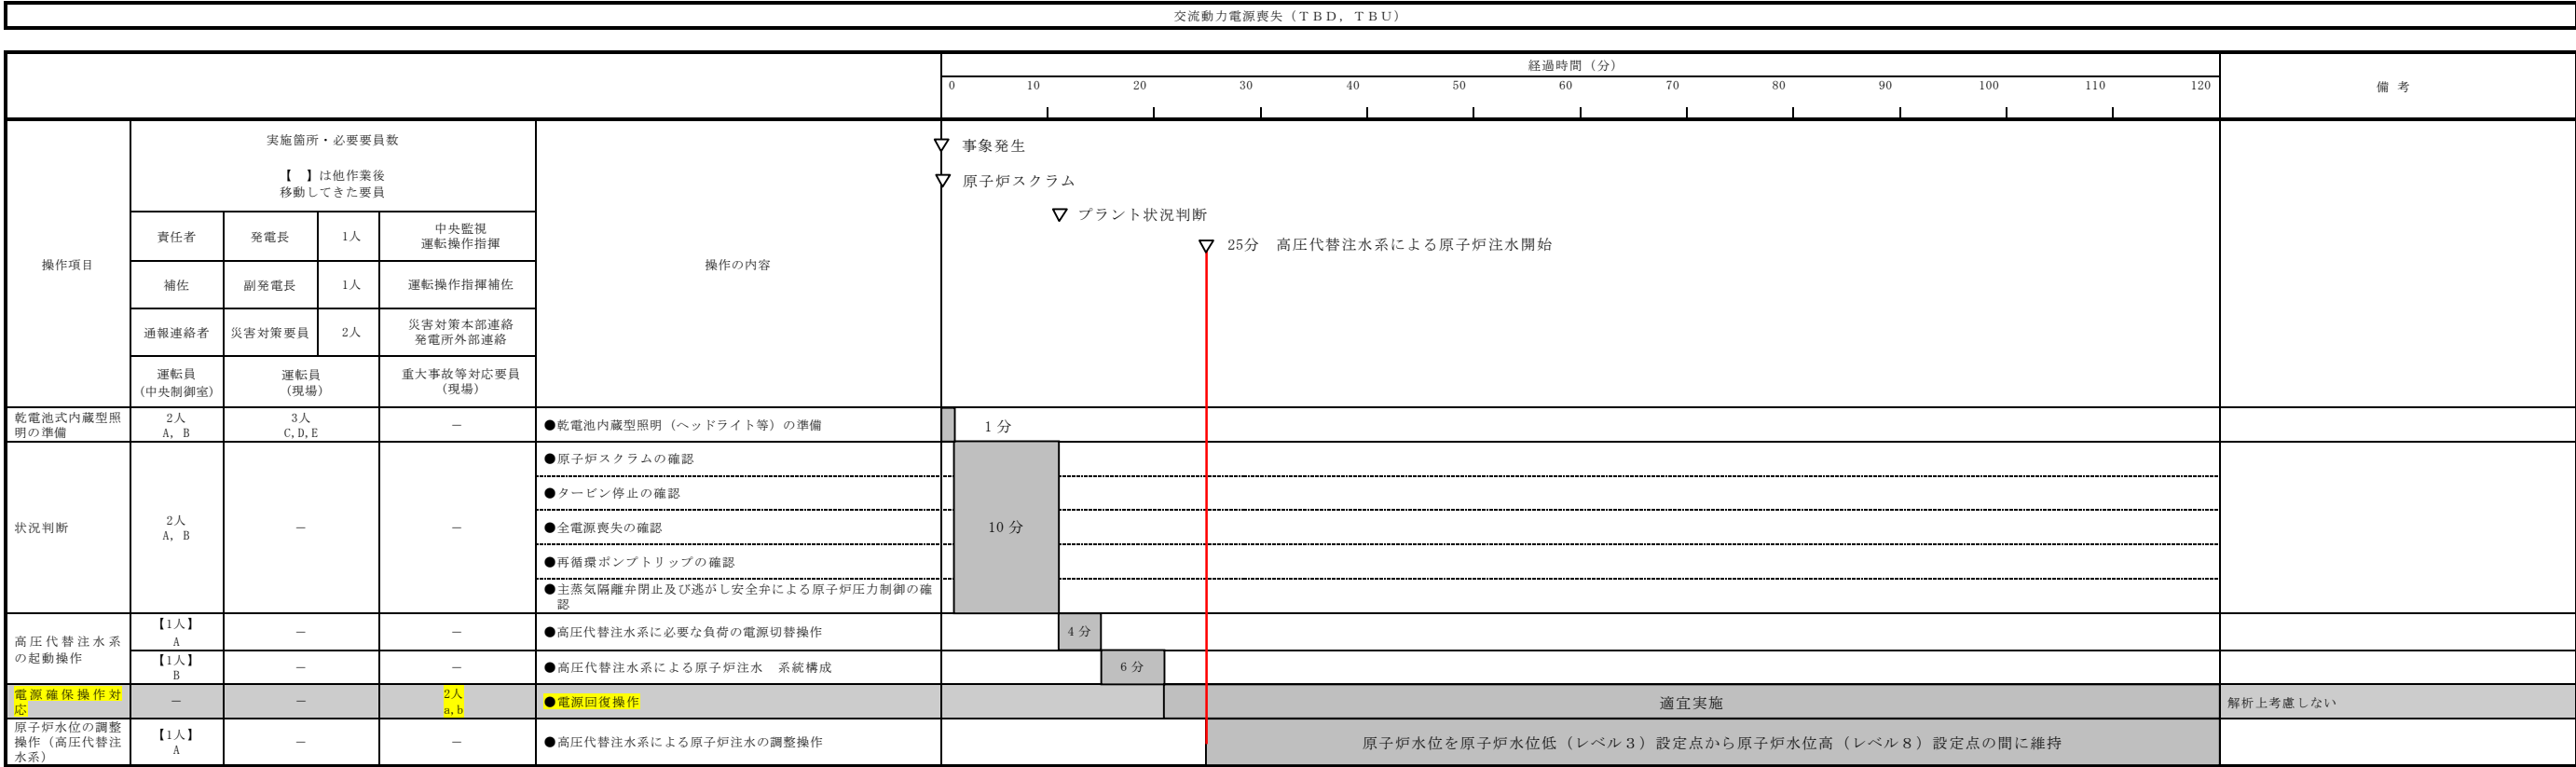 交流動力電源喪失（ＴＢＤ，ＴＢＵ）
経過時間（分）
0 10 20 30 40 50 60 70 80 90 100 110 120
備 考
操作項目
実施箇所・必要要員数
【　】は他作業後
移動してきた要員
操作の内容
責任者 発電長 1人 中央監視
運転操作指揮
補佐 副発電長 1人 運転操作指揮補佐
通報連絡者 災害対策要員 2人 災害対策本部連絡
発電所外部連絡
運転員
(中央制御室)
運転員
(現場)
重大事故等対応要員
(現場)
事象発生
原子炉スクラム
プラント状況判断
25分　高圧代替注水系による原子炉注水開始
乾電池式内蔵型照
明の準備
2人
A, B
3人
C,D,E
－
●乾電池内蔵型照明（ヘッドライト等）の準備
1 分
状況判断
2人
A, B
－
－
●原子炉スクラムの確認
●タービン停止の確認
●全電源喪失の確認
●再循環ポンプトリップの確認
●主蒸気隔離弁閉止及び逃がし安全弁による原子炉圧力制御の確
認
10 分
高圧代替注水系
の起動操作
【1人】
A
－
－
●高圧代替注水系に必要な負荷の電源切替操作
4 分
【1人】
B
－
－
●高圧代替注水系による原子炉注水　系統構成
6 分
電源確保操作対
応
－
－
2人
a,b
●電源回復操作
適宜実施
解析上考慮しない
原子炉水位の調整
操作（高圧代替注
水系）
【1人】
A
－
－
●高圧代替注水系による原子炉注水の調整操作
原子炉水位を原子炉水位低（レベル３）設定点から原子炉水位高（レベル８）設定点の間に維持